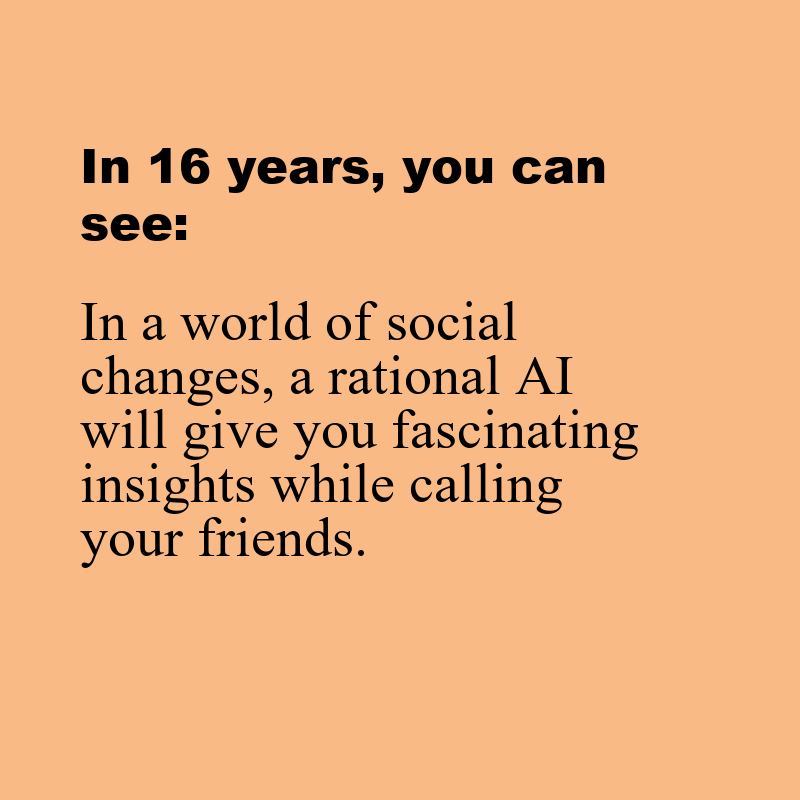 In 16 years, you can
see:
In a world of social
changes, a rational AI
will give you fascinating
insights while calling
your friends.